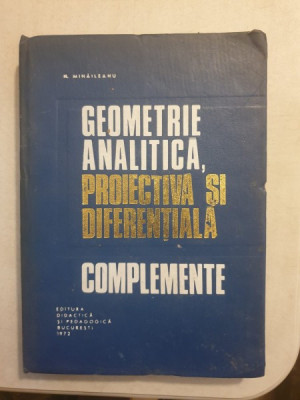 N. MIHĂILEANU
GEOMETRIE
ANALITICA,
PROIECTIVA ȘI
DIFERENȚIALA
COMPLEMENTE
EDITURA
DIDACTICĂ
ȘI PEDAGOGICĂ
BUCUREȘTI
1972